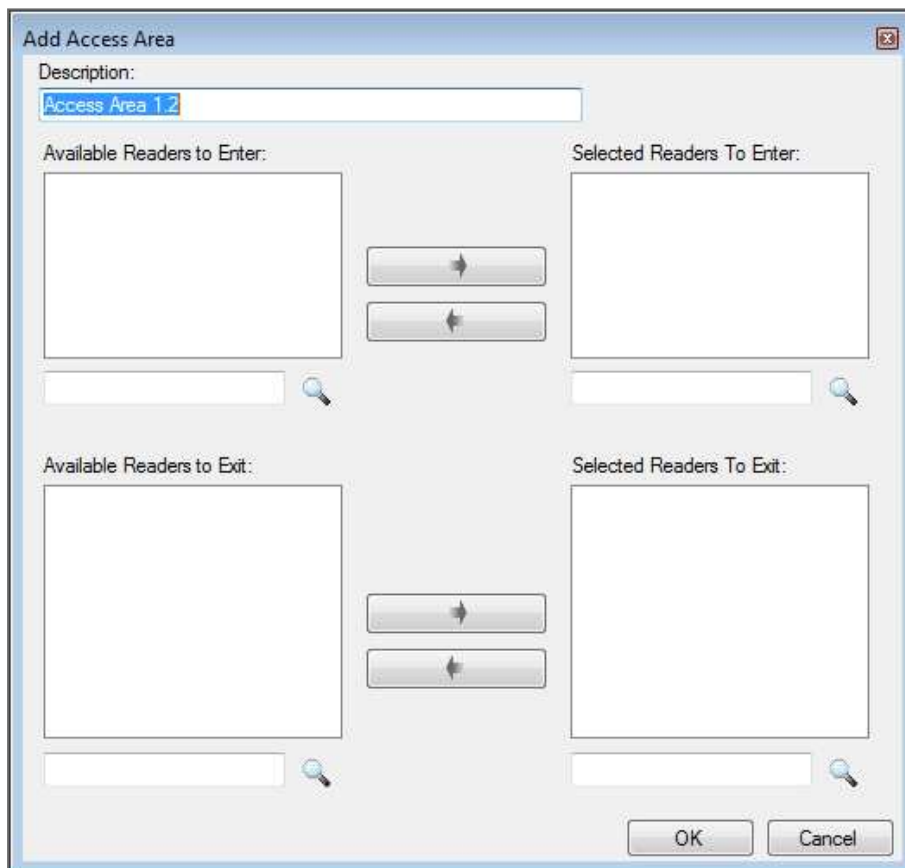 Add Access Area
Description:
Access Area 1.2
Available Readers to Enter:
Selected Readers To Enter:
Available Readers to Exit:
Selected Readers To Exit:
OK
Cancel